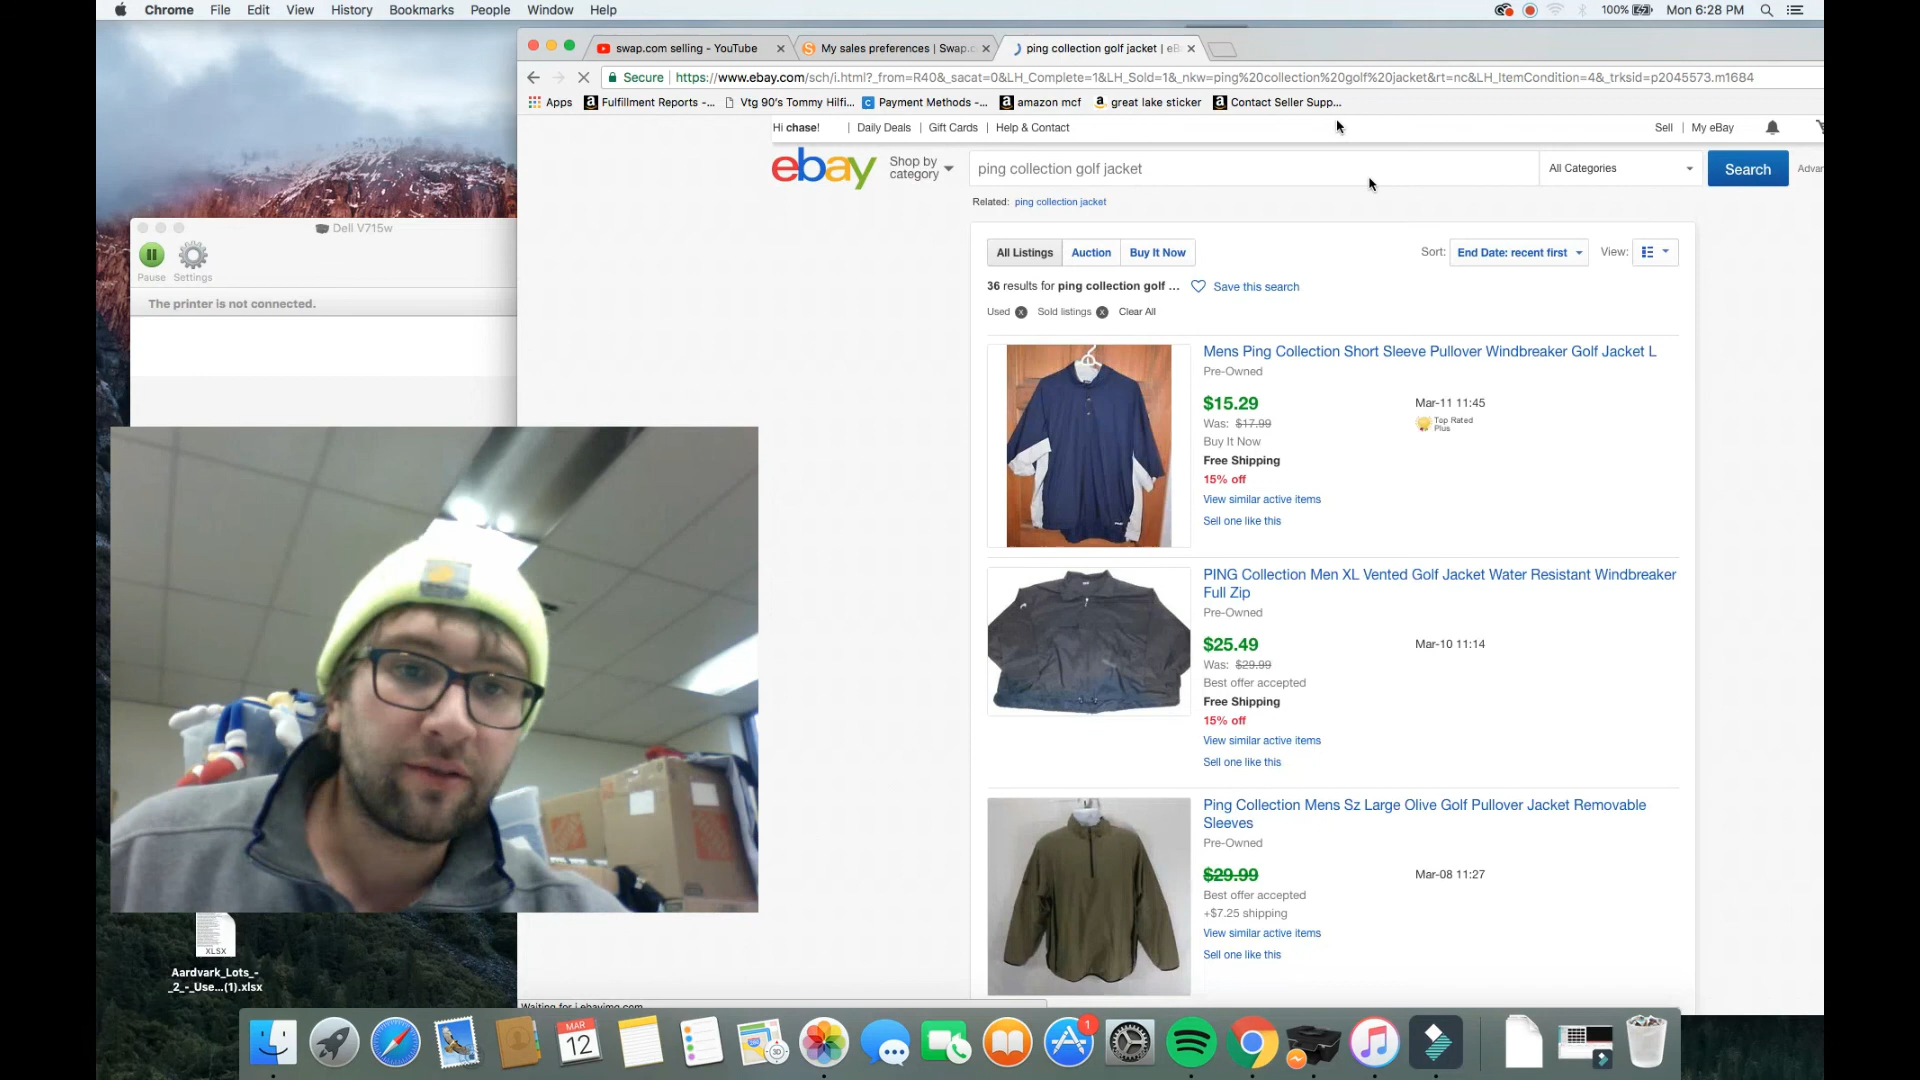 Chrome File Edit View History Bookmarks People Window Help
100% Mon 6:28 PM
swap.com selling - YouTube
My sales preferences | Swap.c
ping collection golf jacket | eB
Secure https://www.ebay.com/sch/i.html?_from=R40&_sacat=0&LH_Complete=1&LH_Sold=1&_nkw=ping%20collection%20golf%20jacket&rt=nc&LH_ItemCondition=4&_trksid=p2045573.m1684
Apps Fulfillment Reports -... Vtg 90's Tommy Hilfi... Payment Methods -... amazon mcf great lake sticker Contact Seller Supp...
Hi chase! Daily Deals Gift Cards Help & Contact
Sell My eBay
ebay
Shop by
category
ping collection golf jacket
All Categories
Search
Advar
Related: ping collection jacket
Dell V715w
Pause Settings
The printer is not connected.
All Listings Auction Buy It Now
Sort: End Date: recent first View:
36 results for ping collection golf ... Save this search
Used Sold listings Clear All
Mens Ping Collection Short Sleeve Pullover Windbreaker Golf Jacket L
Pre-Owned
$15.29 Mar-11 11:45
Top Rated
Plus
Was: $17.99
Buy It Now
Free Shipping
15% off
View similar active items
Sell one like this
PING Collection Men XL Vented Golf Jacket Water Resistant Windbreaker
Full Zip
Pre-Owned
$25.49 Mar-10 11:14
Was: $29.99
Best offer accepted
Free Shipping
15% off
View similar active items
Sell one like this
Ping Collection Mens Sz Large Olive Golf Pullover Jacket Removable
Sleeves
Pre-Owned
$29.99 Mar-08 11:27
Best offer accepted
+$7.25 shipping
View similar active items
Sell one like this
XLSX
Aardvark_Lots_-
_2_-_Use...(1).xlsx
Waiting for i.ebayimg.com...
MAR
12
3D
1